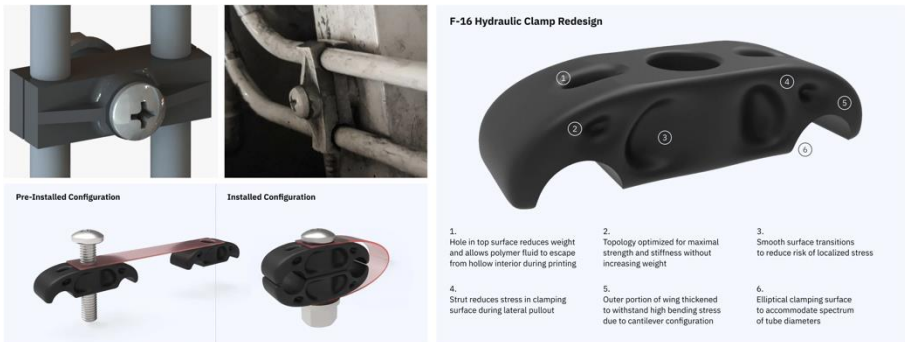 Pre-Installed Configuration
Installed Configuration
F-16 Hydraulic Clamp Redesign
1
2
3
4
5
6
1.
Hole in top surface reduces weight
and allows polymer fluid to escape
from hollow interior during printing
2.
Topology optimized for maximal
strength and stiffness without
increasing weight
3.
Smooth surface transitions
to reduce risk of localized stress
4.
Strut reduces stress in clamping
surface during lateral pullout
5.
Outer portion of wing thickened
to withstand high bending stress
due to cantilever configuration
6.
Elliptical clamping surface
to accommodate spectrum
of tube diameters